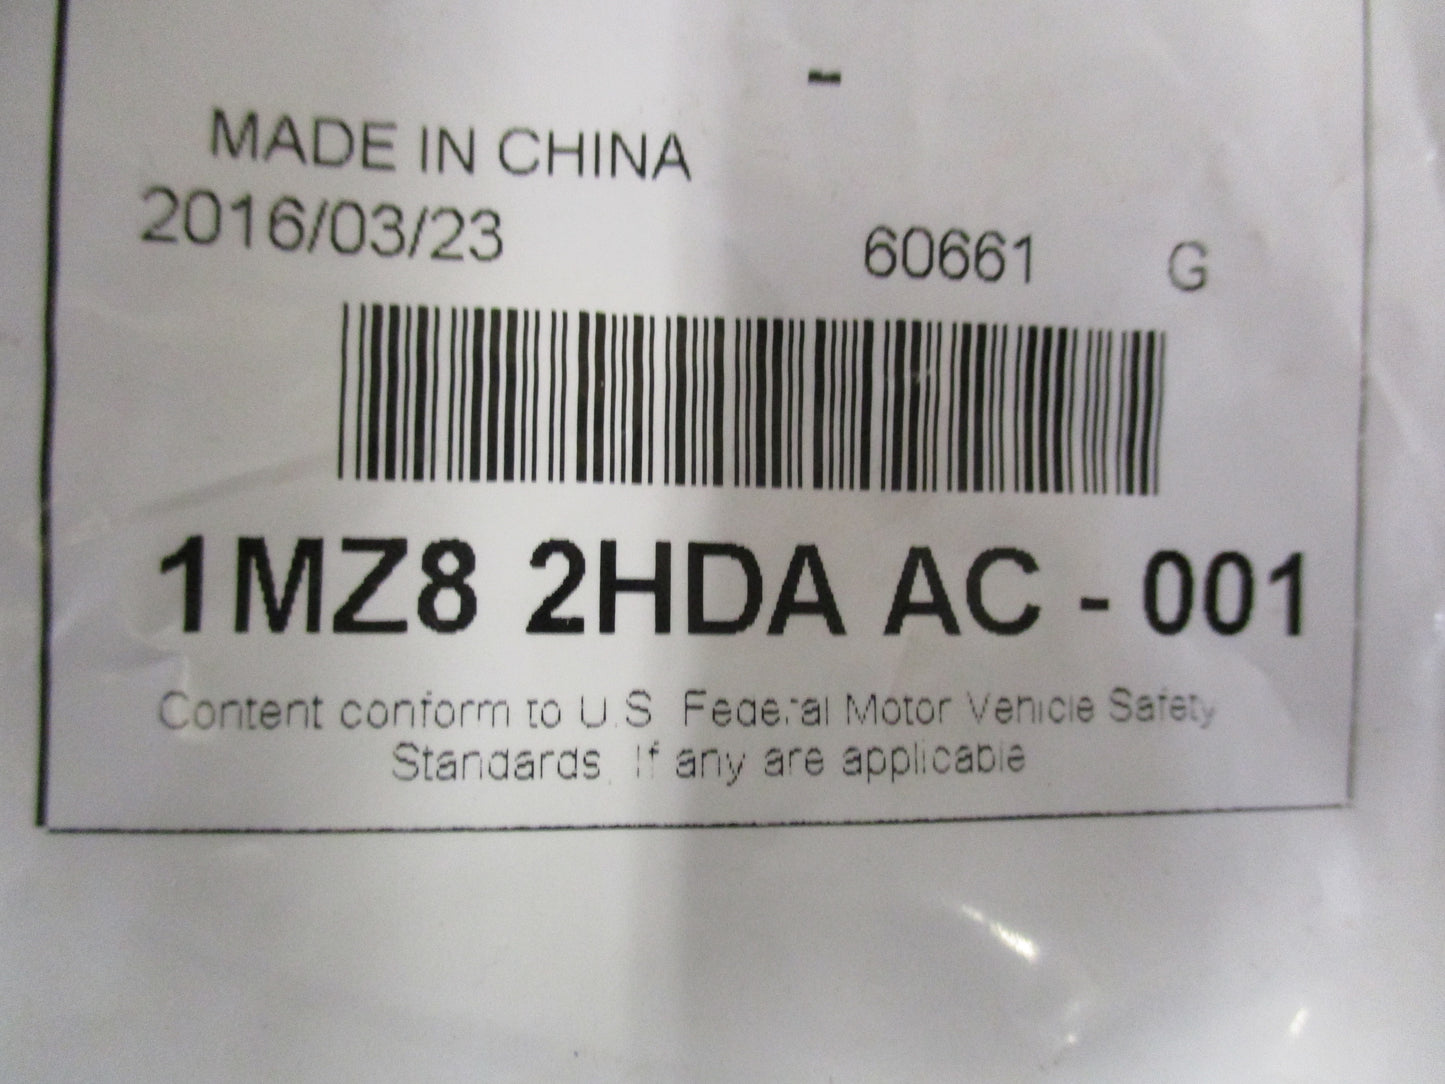 -
MADE IN CHINA
2016/03/23 60661 G
1MZ8 2HDA AC - 001
Content conform to U.S. Federal Motor Vehicle Safety
Standards, If any are applicable